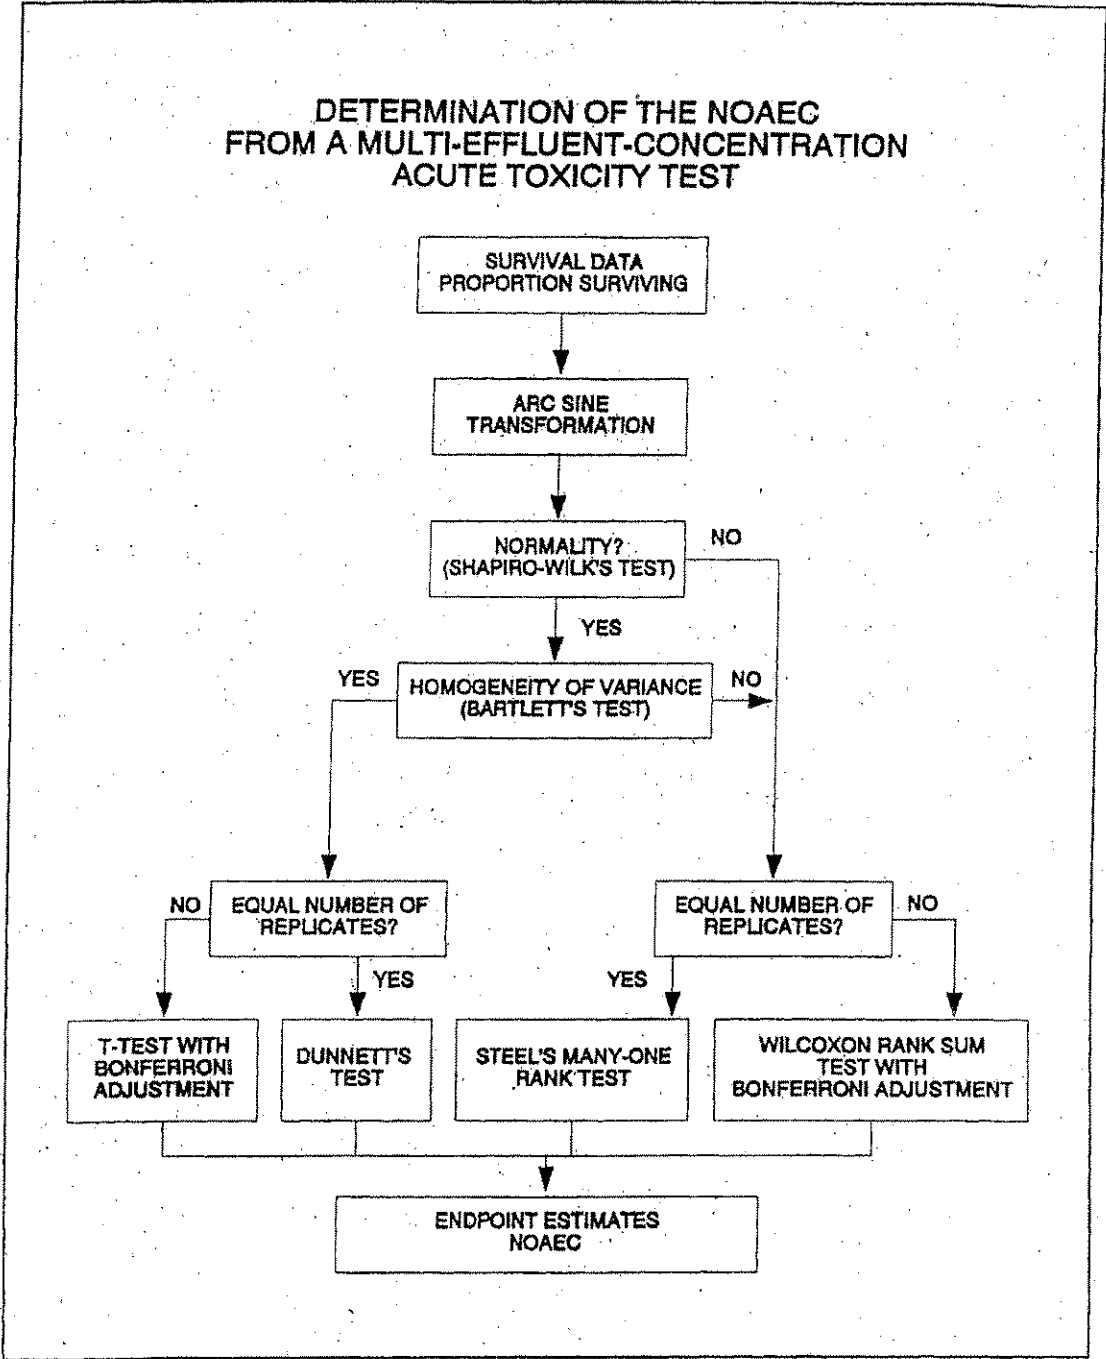 DETERMINATION OF THE NOAEC
FROM A MULTI-EFFLUENT-CONCENTRATION
ACUTE TOXICITY TEST
SURVIVAL DATA
PROPORTION SURVIVING
ARC SINE
TRANSFORMATION
NORMALITY?
(SHAPIRO-WILK'S TEST)
NO
YES
YES
HOMOGENEITY OF VARIANCE
(BARTLETT'S TEST)
NO
NO
EQUAL NUMBER OF
REPLICATES?
YES
EQUAL NUMBER OF
REPLICATES?
NO
YES
T-TEST WITH
BONFERRONI
ADJUSTMENT
DUNNETT'S
TEST
STEEL'S MANY-ONE
RANK TEST
WILCOXON RANK SUM
TEST WITH
BONFERRONI ADJUSTMENT
ENDPOINT ESTIMATES
NOAEC